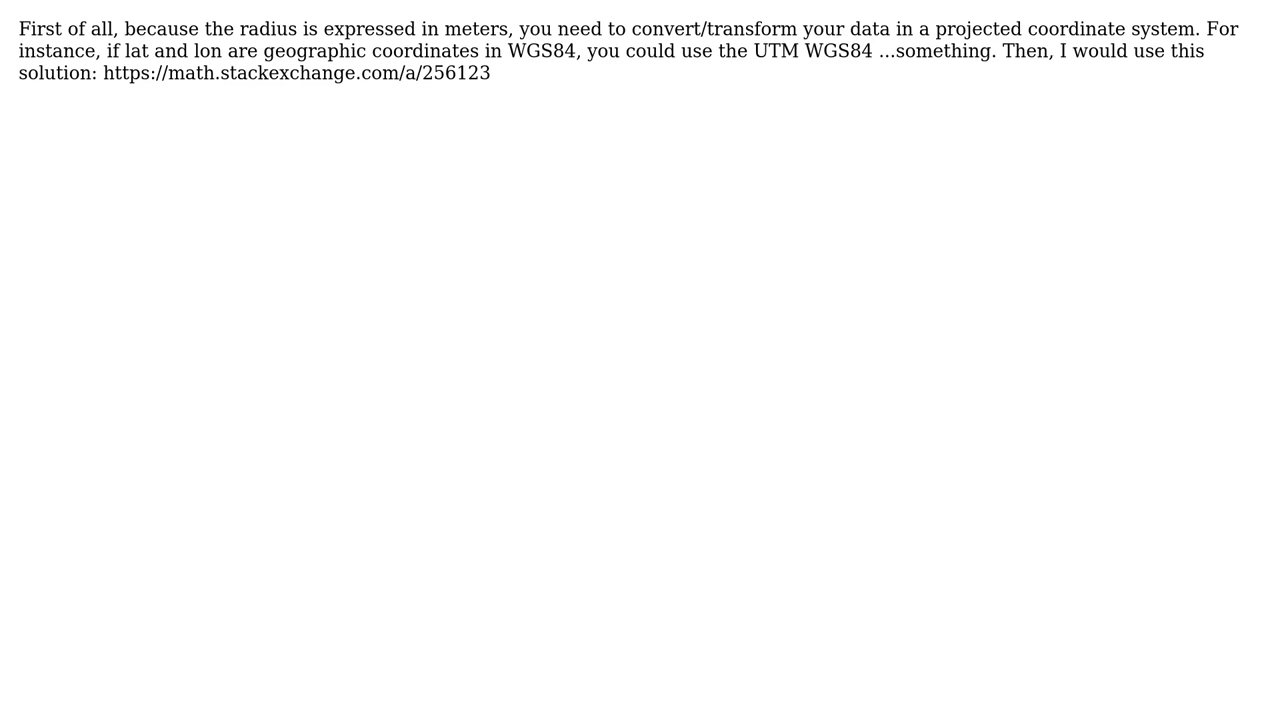 First of all, because the radius is expressed in meters, you need to convert/transform your data in a projected coordinate system. For
instance, if lat and lon are geographic coordinates in WGS84, you could use the UTM WGS84 ...something. Then, I would use this
solution: https://math.stackexchange.com/a/256123